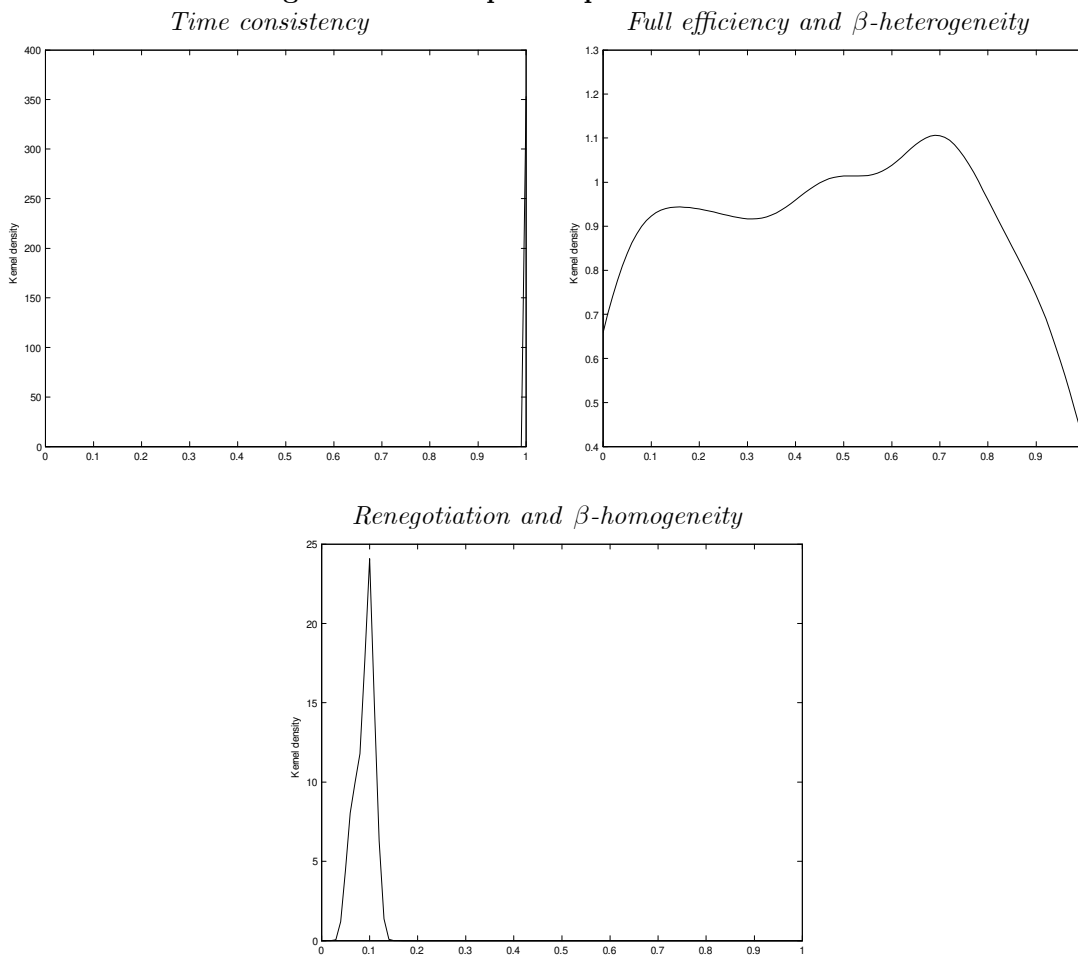 Time consistency
Full efficiency and β-heterogeneity
400
350
300
250
200
150
100
50
0
Kernel density
0 0.1 0.2 0.3 0.4 0.5 0.6 0.7 0.8 0.9 1
1.3
1.2
1.1
1
0.9
0.8
0.7
0.6
0.5
0.4
Kernel density
0 0.1 0.2 0.3 0.4 0.5 0.6 0.7 0.8 0.9
Renegotiation and β-homogeneity
25
20
15
10
5
0
Kernel density
0 0.1 0.2 0.3 0.4 0.5 0.6 0.7 0.8 0.9 1